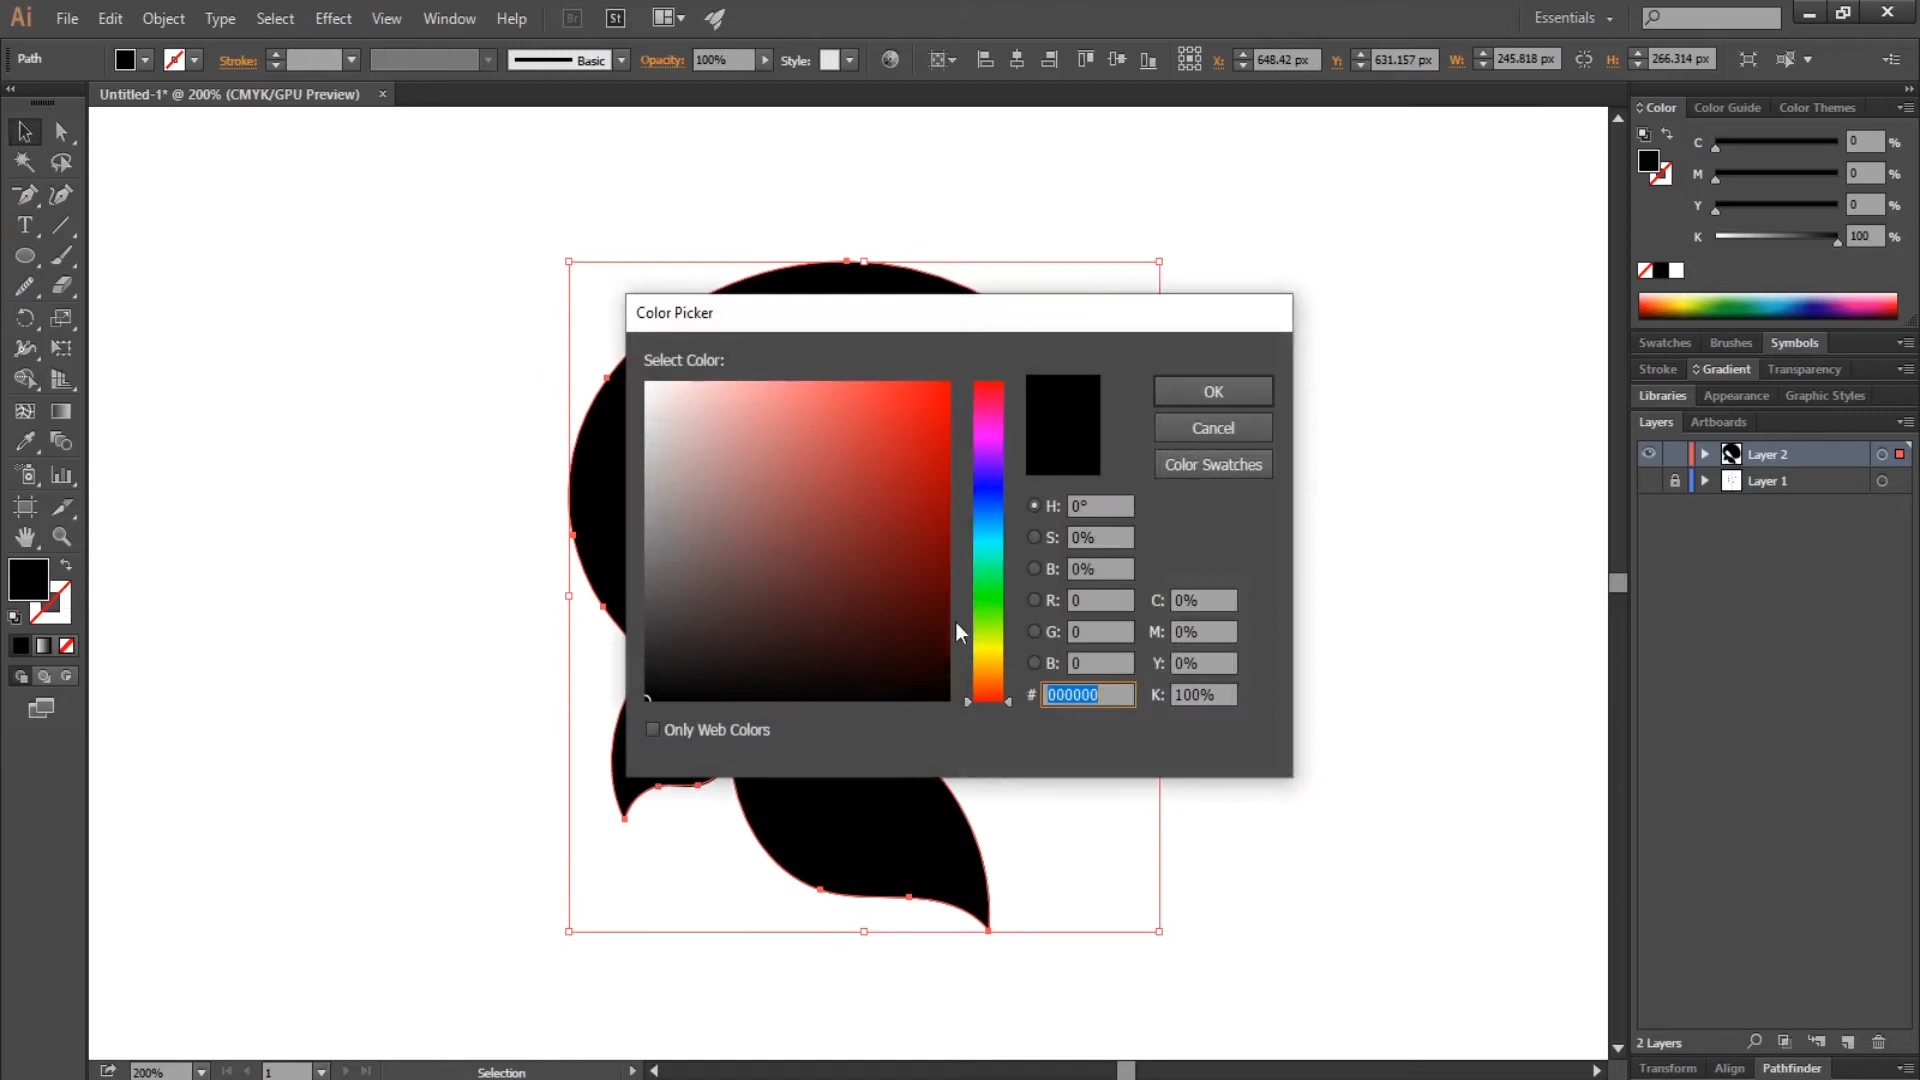 Ai File Edit Object Type Select Effect View Window Help Br St Essentials
Path Stroke: Basic Opacity: 100% Style: X: 648.42 px Y: 631.157 px W: 245.818 px H: 266.314 px
Untitled-1* @ 200% (CMYK/GPU Preview)
Color Color Guide Color Themes
C 0 %
M 0 %
Y 0 %
K 100 %
Swatches Brushes Symbols
Stroke Gradient Transparency
Libraries Appearance Graphic Styles
Layers Artboards
Layer 2
Layer 1
Color Picker
Select Color:
OK
Cancel
Color Swatches
H: 0°
S: 0%
B: 0%
R: 0 C: 0%
G: 0 M: 0%
B: 0 Y: 0%
# 000000 K: 100%
Only Web Colors
2 Layers
200% 1 Selection
Transform Align Pathfinder